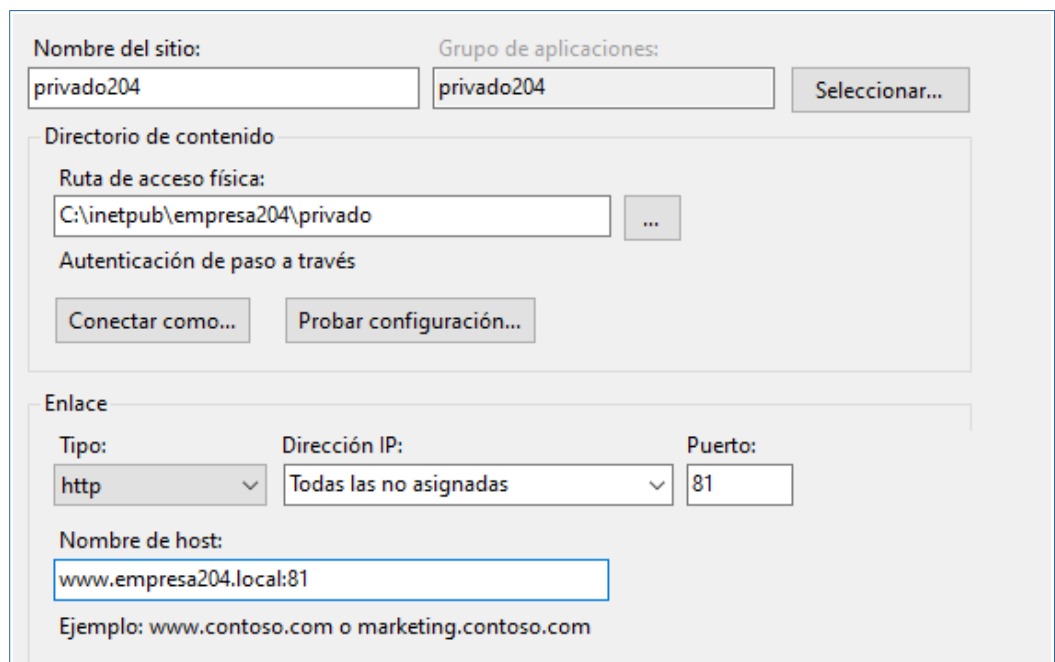 Nombre del sitio: Grupo de aplicaciones:
privado204 privado204 Seleccionar...
Directorio de contenido
Ruta de acceso física:
C:\inetpub\empresa204\privado ...
Autenticación de paso a través
Conectar como... Probar configuración...
Enlace
Tipo: Dirección IP: Puerto:
http Todas las no asignadas 81
Nombre de host:
www.empresa204.local:81
Ejemplo: www.contoso.com o marketing.contoso.com